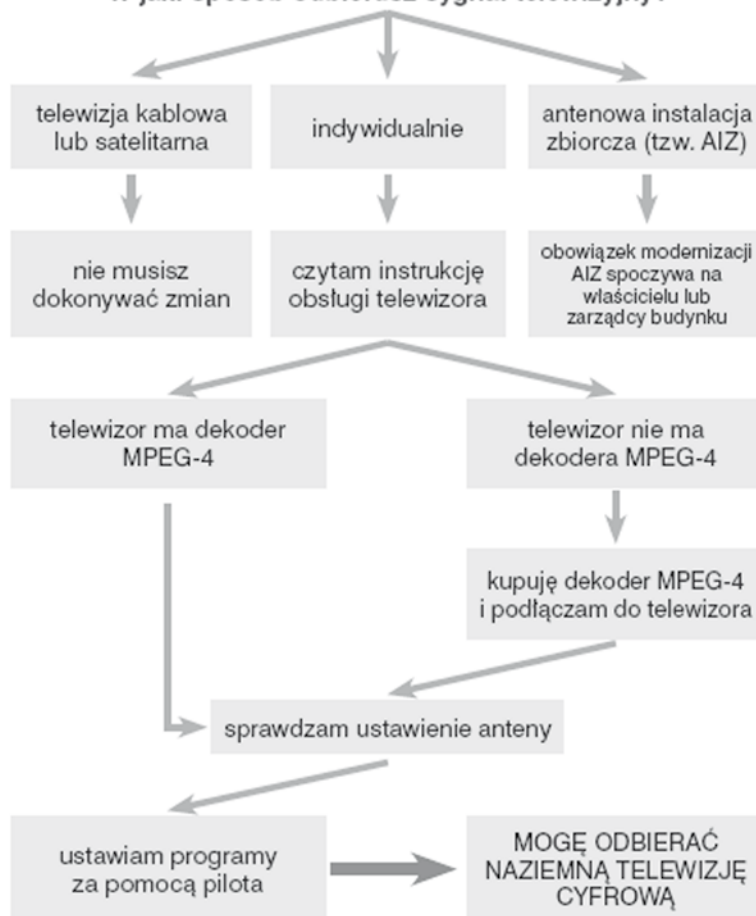 telewizja kablowa
lub satelitarna
indywidualnie
antenowa instalacja
zbiorcza (tzw. AIZ)
nie musisz
dokonywać zmian
czytam instrukcję
obsługi telewizora
obowiązek modernizacji
AIZ spoczywa na
właścicielu lub
zarządcy budynku
telewizor ma dekoder
MPEG-4
telewizor nie ma
dekodera MPEG-4
kupuję dekoder MPEG-4
i podłączam do telewizora
sprawdzam ustawienie anteny
ustawiam programy
za pomocą pilota
MOGĘ ODBIERAĆ
NAZIEMNĄ TELEWIZJĘ
CYFROWĄ